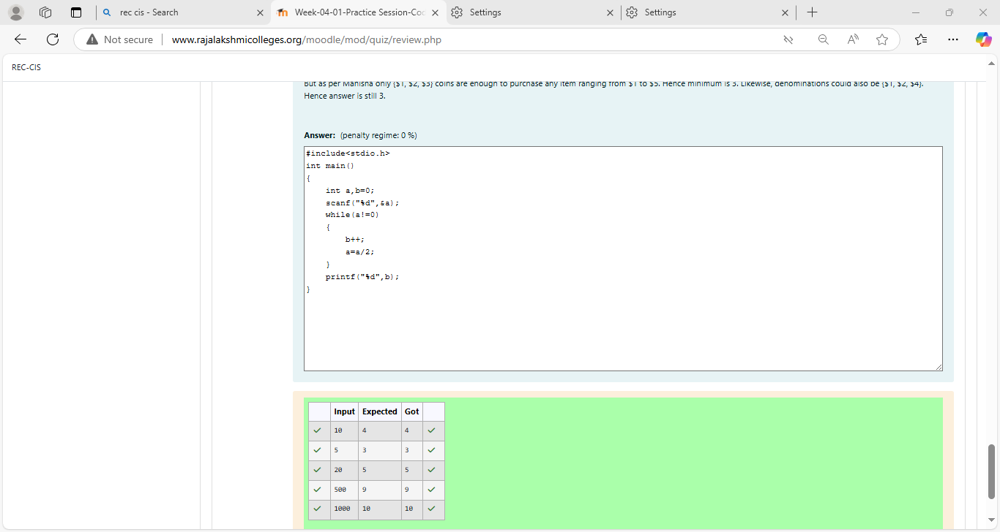 rec cis - Search
Week-04-01-Practice Session-Coc
Settings
Settings
Not secure
www.rajalakshmicolleges.org/moodle/mod/quiz/review.php
REC-CIS
But as per Manisha only {$1, $2, $3} coins are enough to purchase any item ranging from $1 to $5. Hence minimum is 3. Likewise, denominations could also be {$1, $2, $4}.
Hence answer is still 3.
Answer: (penalty regime: 0 %)
#include<stdio.h>
int main()
{
    int a,b=0;
    scanf("%d",&a);
    while(a!=0)
    {
        b++;
        a=a/2;
    }
    printf("%d",b);
}
Input Expected Got
10 4 4
5 3 3
20 5 5
500 9 9
1000 10 10